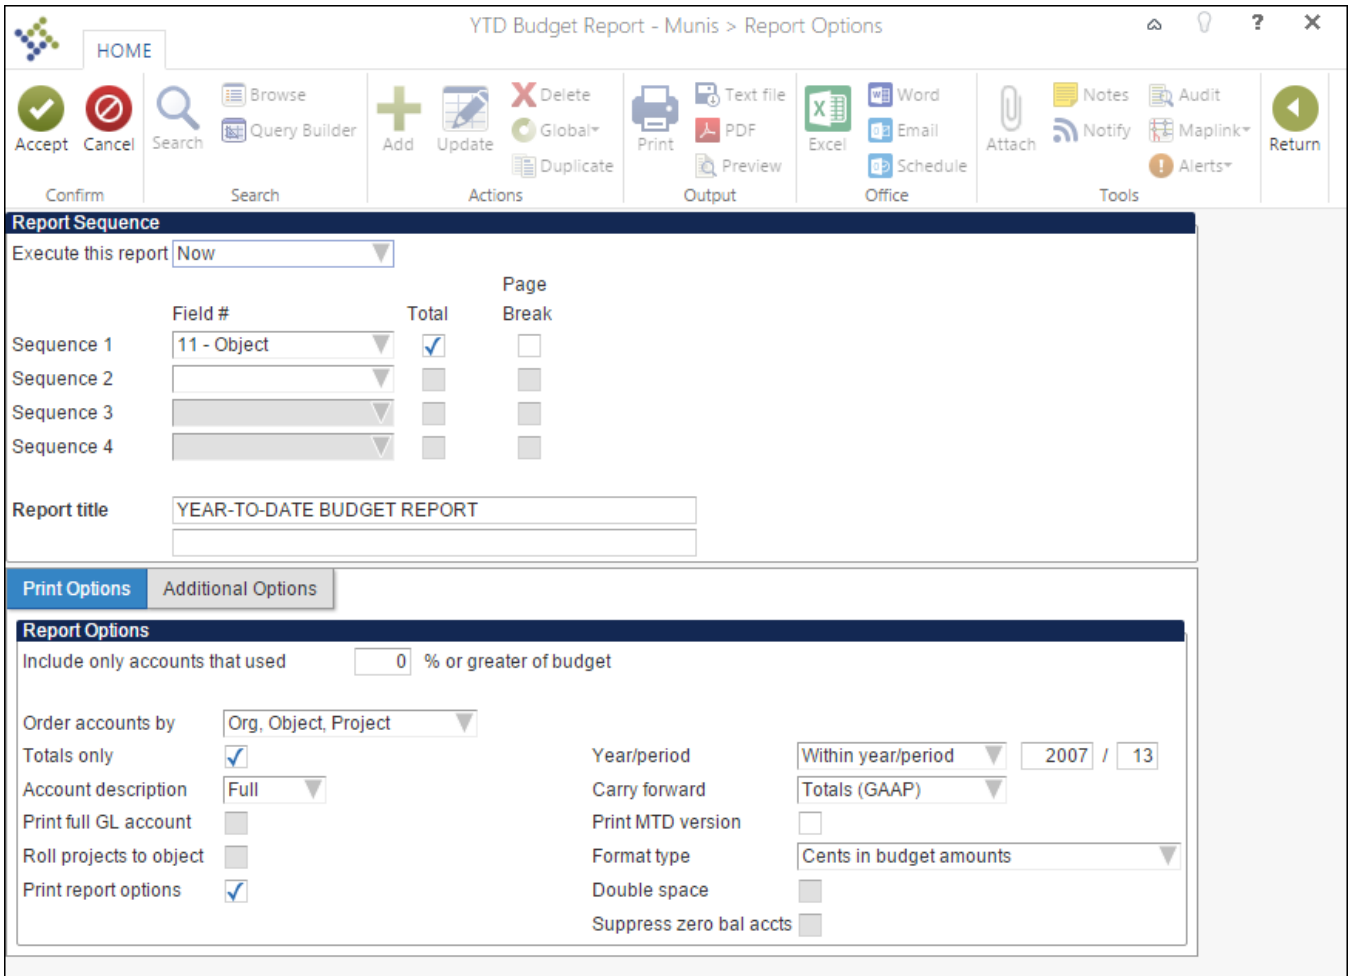 YTD Budget Report - Munis > Report Options
?
HOME
Accept Cancel Search Browse Query Builder Add Update Delete Global Duplicate Print Text file PDF Preview Excel Word Email Schedule Attach Notes Notify Audit Maplink Alerts Return
Confirm Search Actions Output Office Tools
Report Sequence
Execute this report Now
Page
Field # Total Break
Sequence 1 11 - Object
Sequence 2
Sequence 3
Sequence 4
Report title YEAR-TO-DATE BUDGET REPORT
Print Options Additional Options
Report Options
Include only accounts that used 0 % or greater of budget
Order accounts by Org, Object, Project
Totals only Year/period Within year/period 2007 / 13
Account description Full Carry forward Totals (GAAP)
Print full GL account Print MTD version
Roll projects to object Format type Cents in budget amounts
Print report options Double space
Suppress zero bal accts